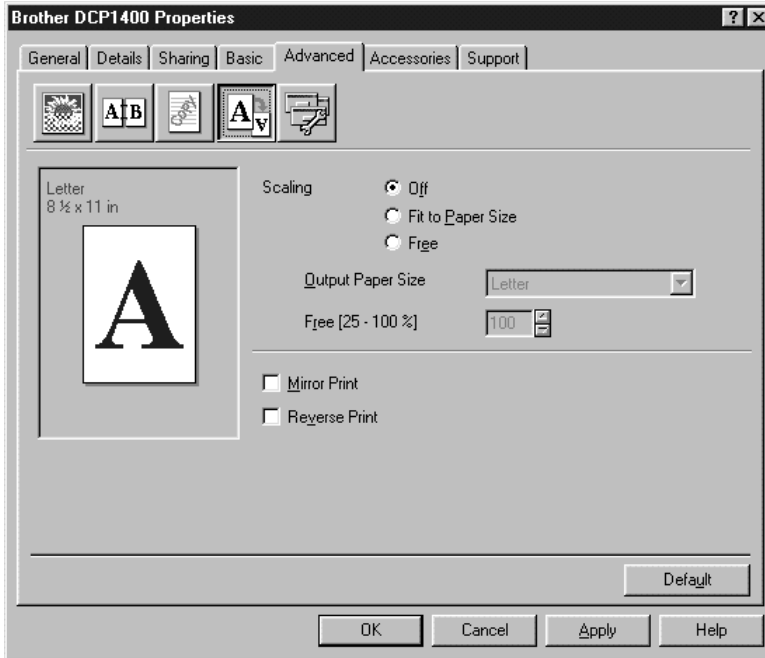 Brother DCP1400 Properties
General Details Sharing Basic Advanced Accessories Support
A B Copy A A
Letter
8 ½ x 11 in
A
Scaling Off
Fit to Paper Size
Free
Output Paper Size Letter
Free [25 - 100 %] 100
Mirror Print
Reverse Print
Default
OK Cancel Apply Help